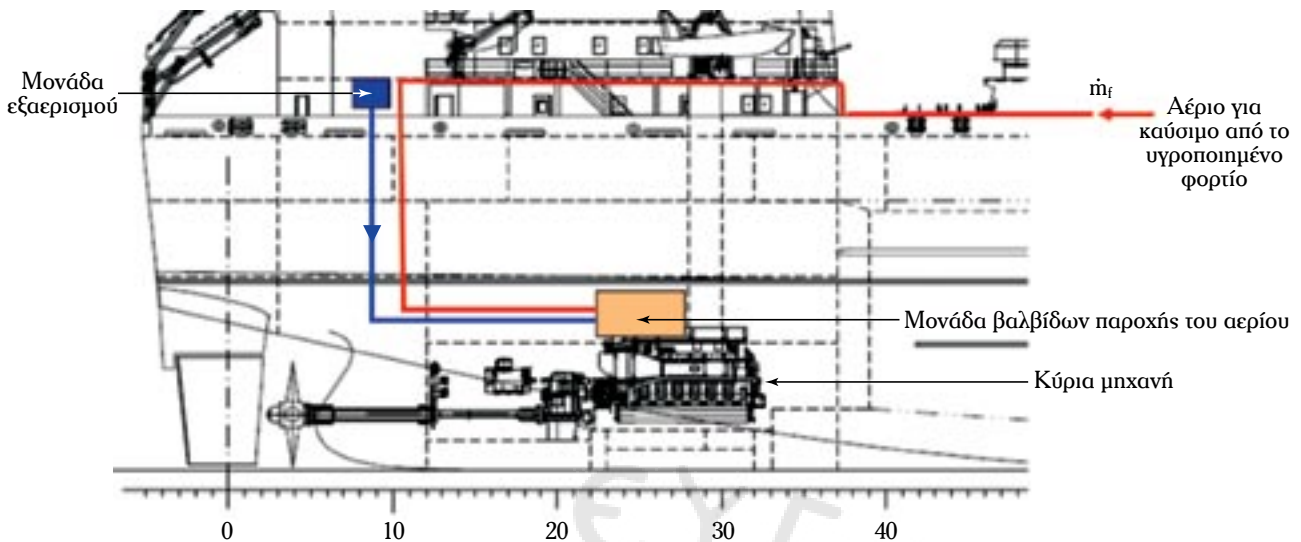 Μονάδα
εξαερισμού
ṁf
Αέριο για
καύσιμο από το
υγροποιημένο
φορτίο
Μονάδα βαλβίδων παροχής του αερίου
Κύρια μηχανή
0 10 20 30 40